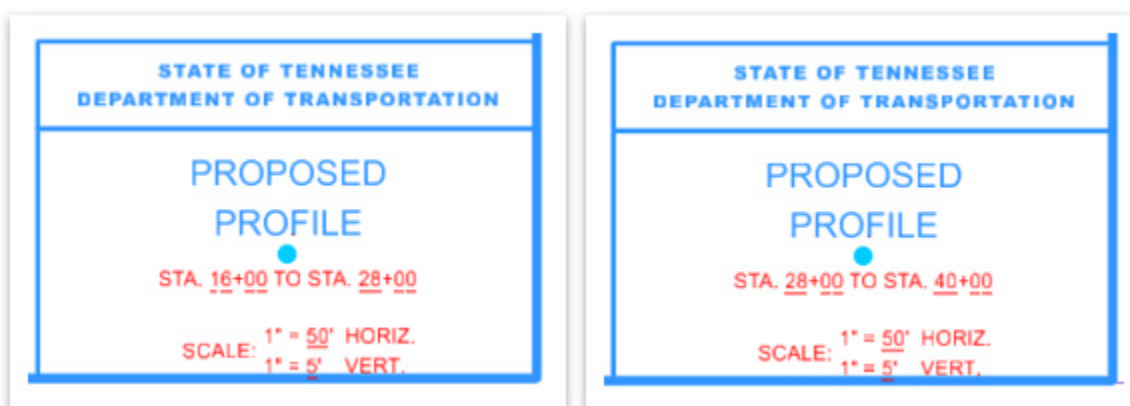 STATE OF TENNESSEE
DEPARTMENT OF TRANSPORTATION
PROPOSED
PROFILE
STA. 16+00 TO STA. 28+00
SCALE: 1" = 50' HORIZ.
1" = 5' VERT.
STATE OF TENNESSEE
DEPARTMENT OF TRANSPORTATION
PROPOSED
PROFILE
STA. 28+00 TO STA. 40+00
SCALE: 1" = 50' HORIZ.
1" = 5' VERT.